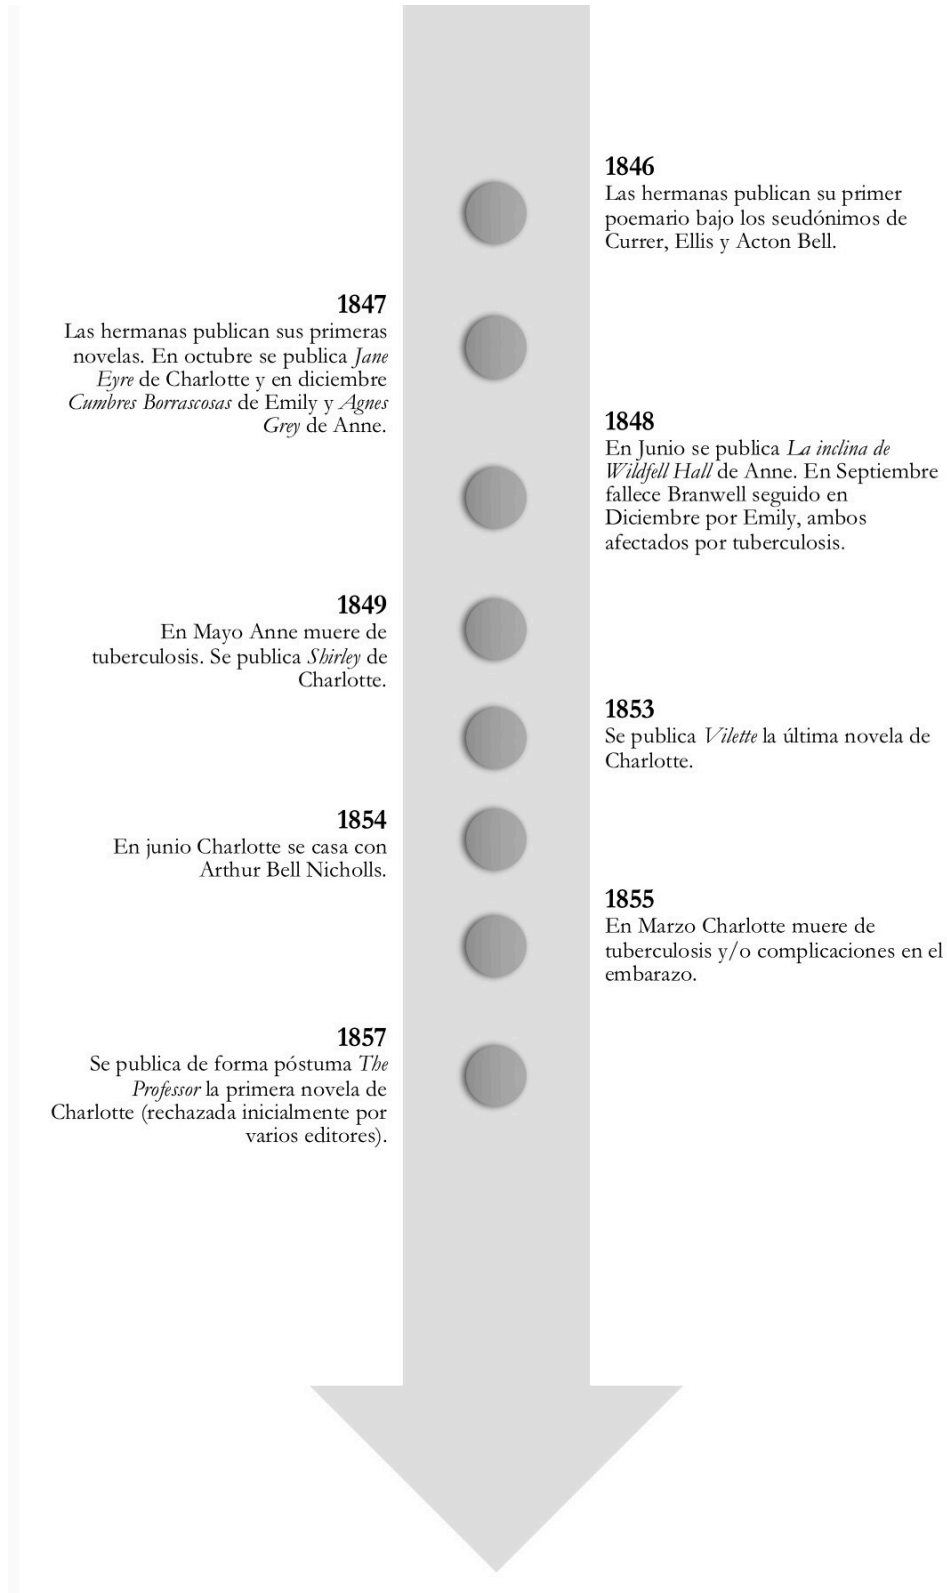 1846
Las hermanas publican su primer
poemario bajo los seudónimos de
Currer, Ellis y Acton Bell.
1847
Las hermanas publican sus primeras
novelas. En octubre se publica Jane
Eyre de Charlotte y en diciembre
Cumbres Borrascosas de Emily y Agnes
Grey de Anne.
1848
En Junio se publica La inclina de
Wildfell Hall de Anne. En Septiembre
fallece Branwell seguido en
Diciembre por Emily, ambos
afectados por tuberculosis.
1849
En Mayo Anne muere de
tuberculosis. Se publica Shirley de
Charlotte.
1853
Se publica Vilette la última novela de
Charlotte.
1854
En junio Charlotte se casa con
Arthur Bell Nicholls.
1855
En Marzo Charlotte muere de
tuberculosis y/o complicaciones en el
embarazo.
1857
Se publica de forma póstuma The
Professor la primera novela de
Charlotte (rechazada inicialmente por
varios editores).